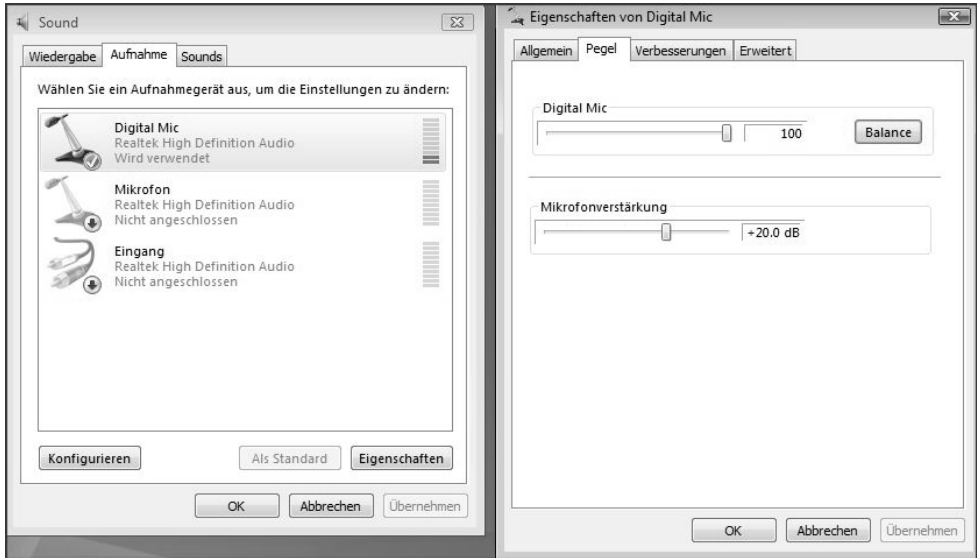 Sound
Wiedergabe Aufnahme Sounds
Wählen Sie ein Aufnahmegerät aus, um die Einstellungen zu ändern:
Digital Mic
Realtek High Definition Audio
Wird verwendet
Mikrofon
Realtek High Definition Audio
Nicht angeschlossen
Eingang
Realtek High Definition Audio
Nicht angeschlossen
Konfigurieren Als Standard Eigenschaften
OK Abbrechen Übernehmen
Eigenschaften von Digital Mic
Allgemein Pegel Verbesserungen Erweitert
Digital Mic
100 Balance
Mikrofonverstärkung
+20.0 dB
OK Abbrechen Übernehmen